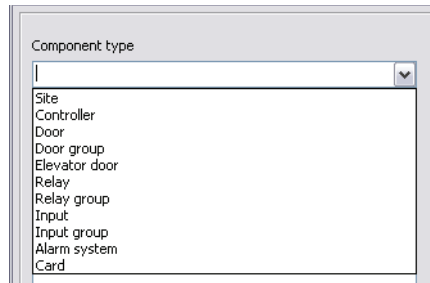 Component type
Site
Controller
Door
Door group
Elevator door
Relay
Relay group
Input
Input group
Alarm system
Card